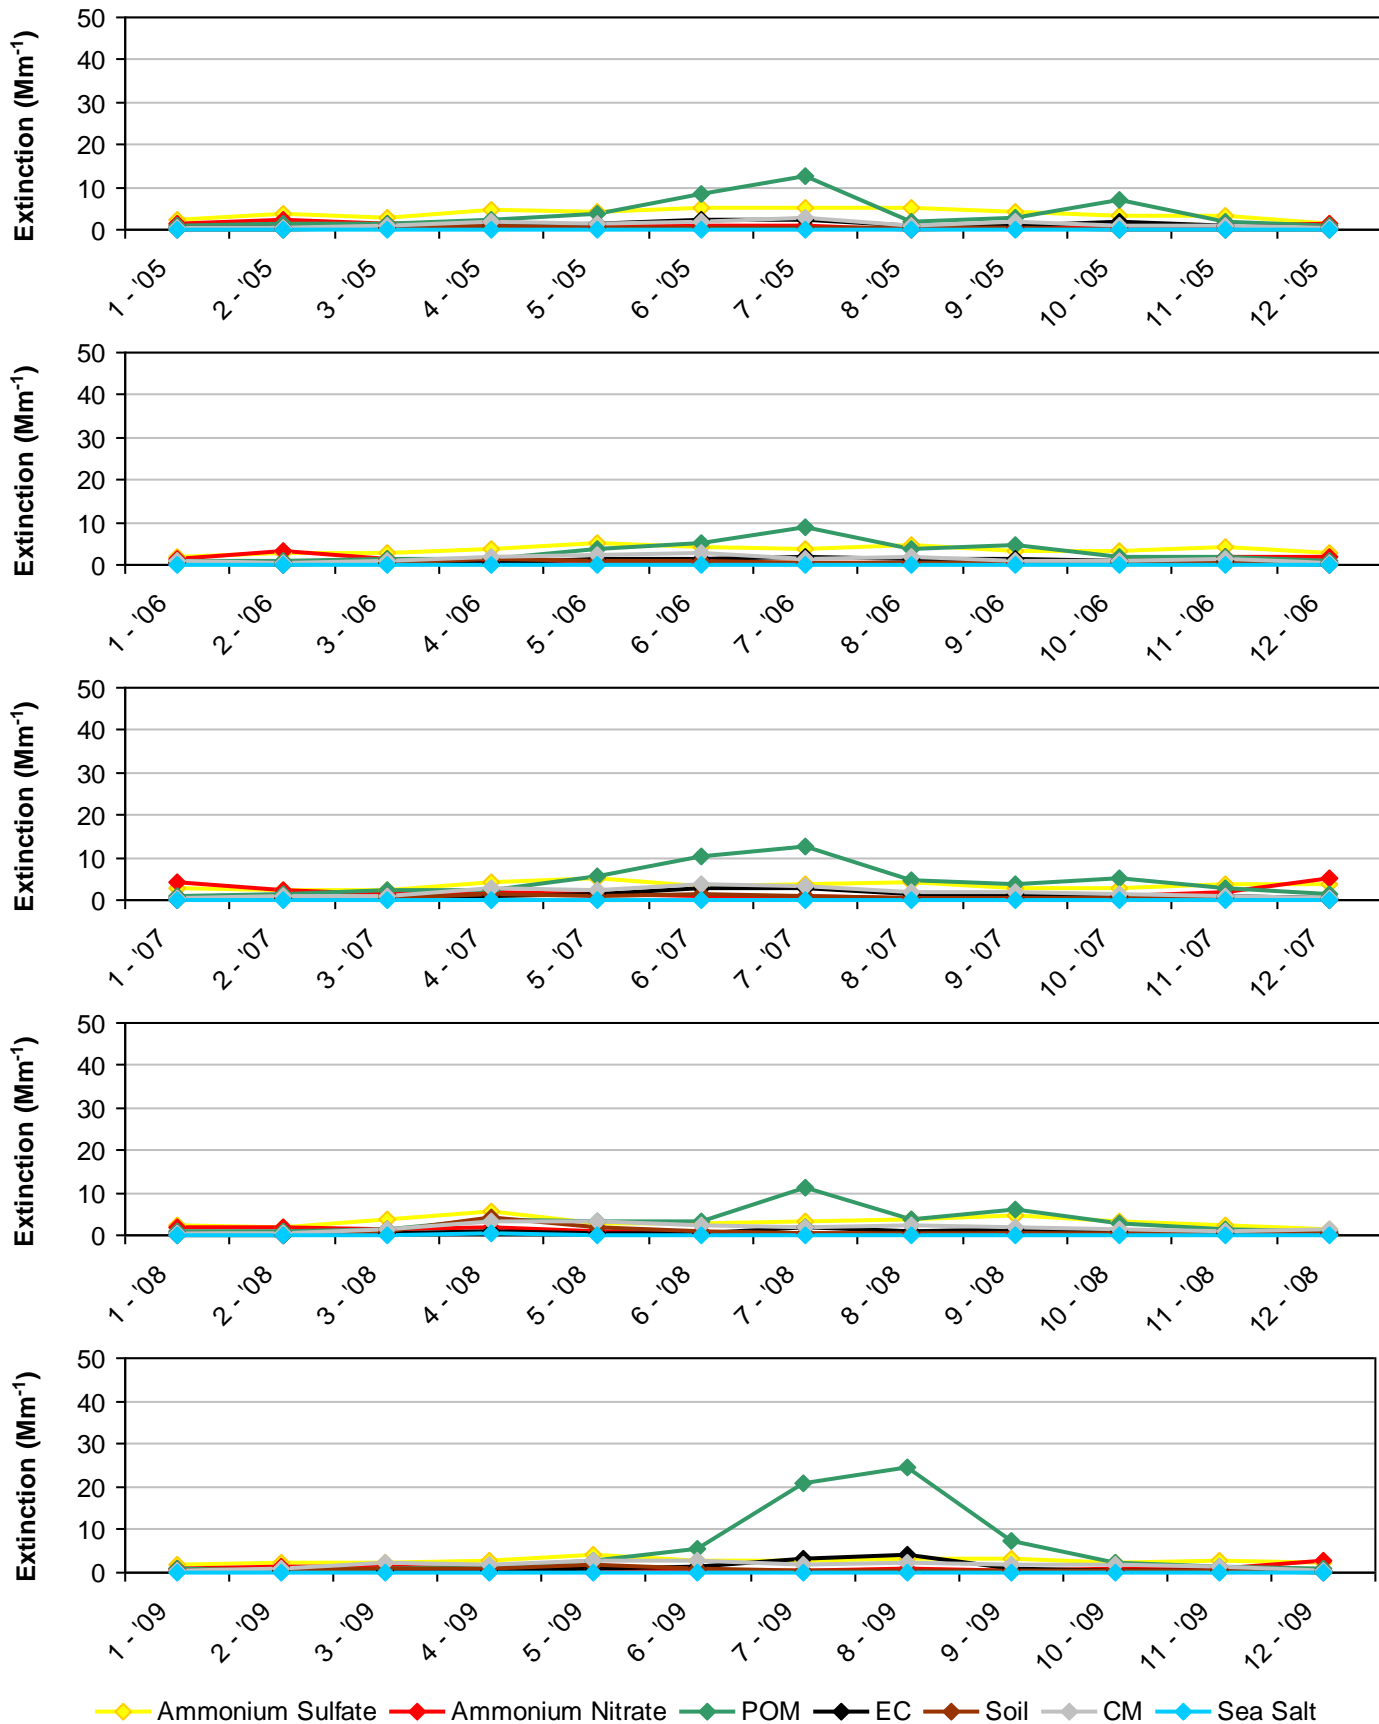 50
40
30
20
10
0
Extinction (Mm-1)
1 - '05 2 - '05 3 - '05 4 - '05 5 - '05 6 - '05 7 - '05 8 - '05 9 - '05 10 - '05 11 - '05 12 - '05
50
40
30
20
10
0
Extinction (Mm-1)
1 - '06 2 - '06 3 - '06 4 - '06 5 - '06 6 - '06 7 - '06 8 - '06 9 - '06 10 - '06 11 - '06 12 - '06
50
40
30
20
10
0
Extinction (Mm-1)
1 - '07 2 - '07 3 - '07 4 - '07 5 - '07 6 - '07 7 - '07 8 - '07 9 - '07 10 - '07 11 - '07 12 - '07
50
40
30
20
10
0
Extinction (Mm-1)
1 - '08 2 - '08 3 - '08 4 - '08 5 - '08 6 - '08 7 - '08 8 - '08 9 - '08 10 - '08 11 - '08 12 - '08
50
40
30
20
10
0
Extinction (Mm-1)
1 - '09 2 - '09 3 - '09 4 - '09 5 - '09 6 - '09 7 - '09 8 - '09 9 - '09 10 - '09 11 - '09 12 - '09
Ammonium Sulfate Ammonium Nitrate POM EC Soil CM Sea Salt